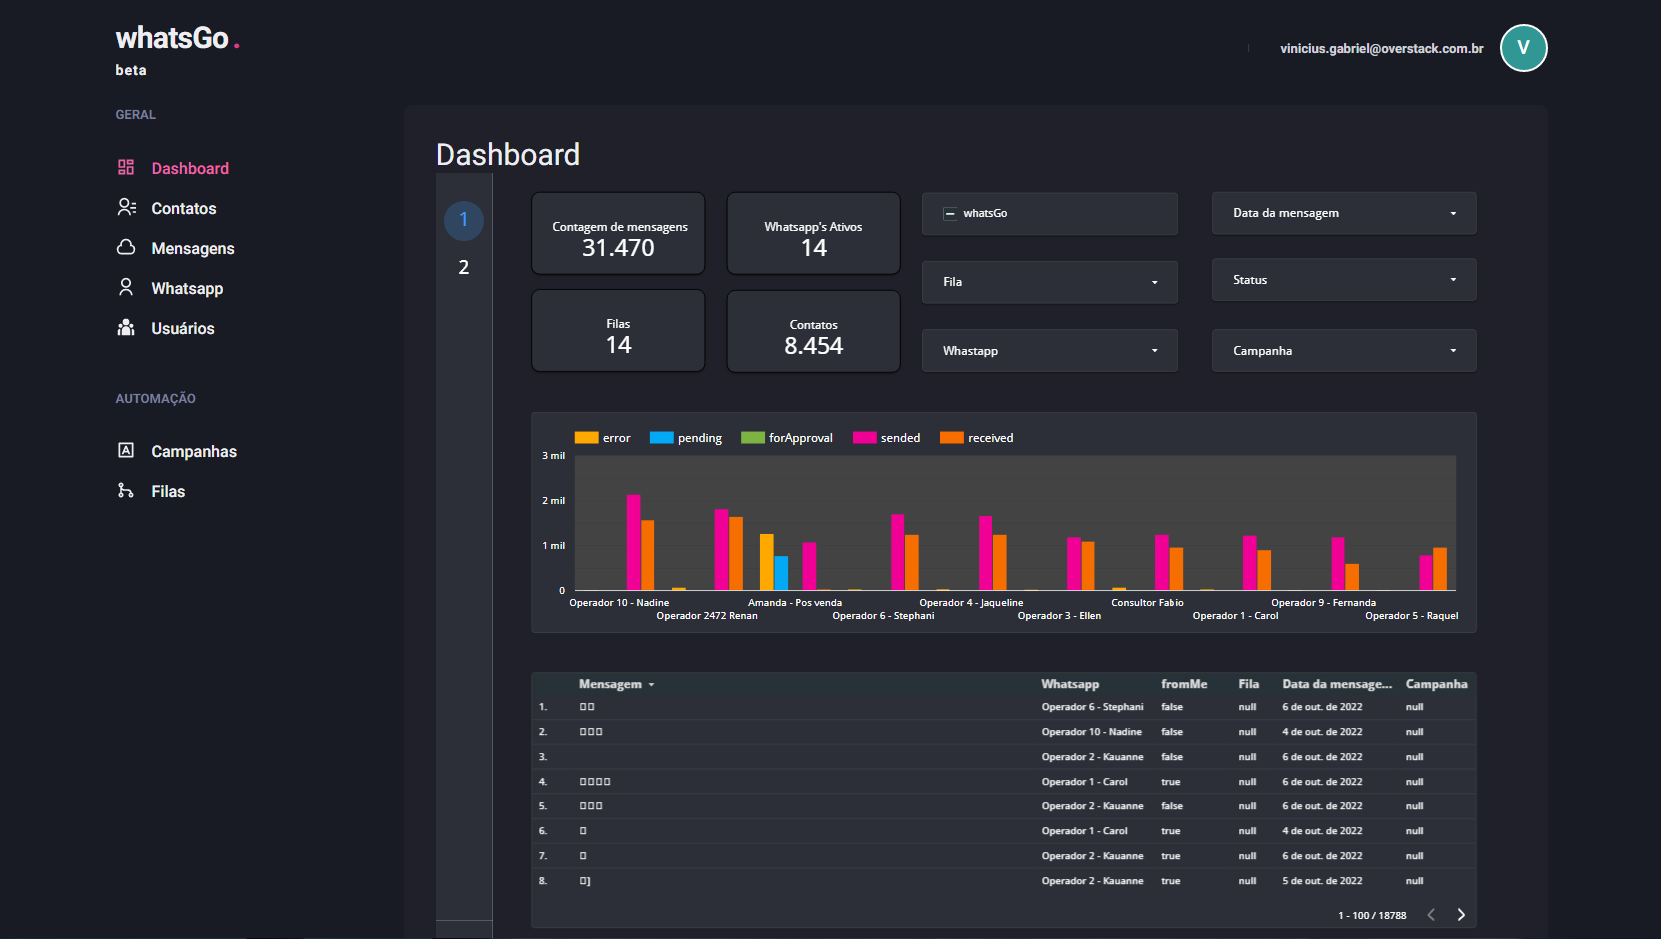 whatsGo.
beta
vinicius.gabriel@overstack.com.br
V
GERAL
Dashboard
Contatos
Mensagens
Whatsapp
Usuários
AUTOMAÇÃO
Campanhas
Filas
Dashboard
1
2
Contagem de mensagens
31.470
Whatsapp's Ativos
14
Filas
14
Contatos
8.454
whatsGo
Data da mensagem
Fila
Status
Whastapp
Campanha
error pending forApproval sended received
3 mil
2 mil
1 mil
0
Operador 10 - Nadine
Operador 2472 Renan
Amanda - Pos venda
Operador 6 - Stephani
Operador 4 - Jaqueline
Operador 3 - Ellen
Consultor Fabio
Operador 1 - Carol
Operador 9 - Fernanda
Operador 5 - Raquel
Mensagem Whatsapp fromMe Fila Data da mensage... Campanha
1. □□ Operador 6 - Stephani false null 6 de out. de 2022 null
2. □□□ Operador 10 - Nadine false null 4 de out. de 2022 null
3. Operador 2 - Kauanne false null 6 de out. de 2022 null
4. □□□□ Operador 1 - Carol true null 6 de out. de 2022 null
5. □□□ Operador 2 - Kauanne false null 6 de out. de 2022 null
6. □ Operador 1 - Carol true null 4 de out. de 2022 null
7. □ Operador 2 - Kauanne true null 6 de out. de 2022 null
8. □] Operador 2 - Kauanne true null 5 de out. de 2022 null
1 - 100 / 18788